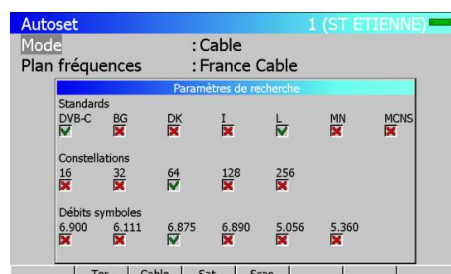 Autoset 1 (ST ETIENNE)
Mode : Cable
Plan fréquences : France Cable
Paramètres de recherche
Standards
DVB-C BG DK I L MN MCNS
Constellations
16 32 64 128 256
Débits symboles
6.900 6.111 6.875 6.890 5.056 5.360
Ter Cable Sat Scan